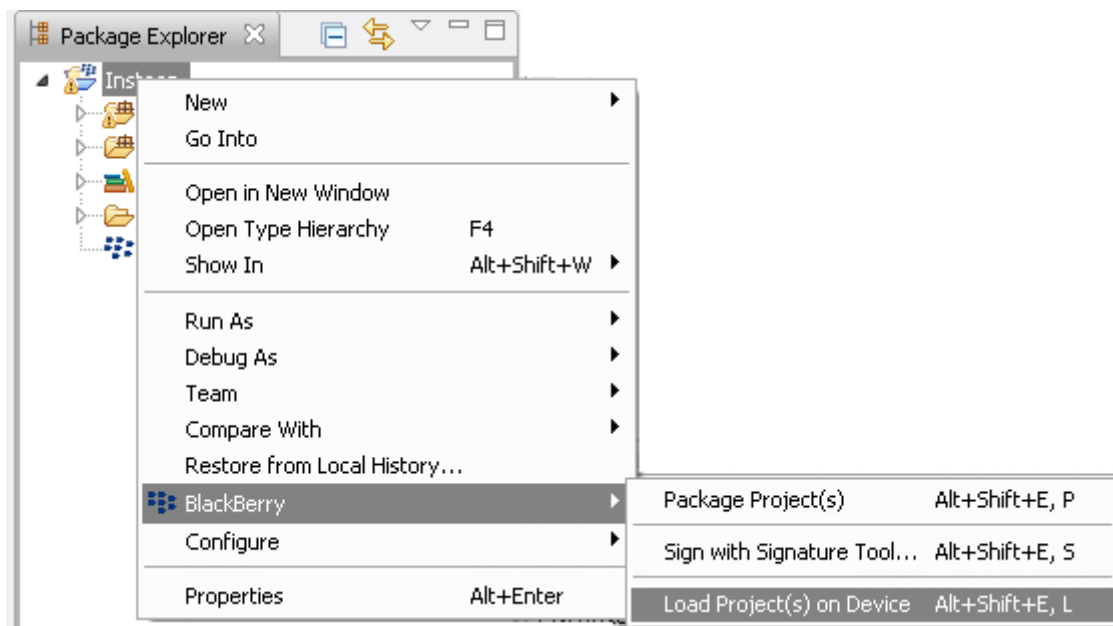 Package Explorer
New
Go Into
Open in New Window
Open Type Hierarchy F4
Show In Alt+Shift+W
Run As
Debug As
Team
Compare With
Restore from Local History...
BlackBerry
Configure
Properties Alt+Enter
Package Project(s) Alt+Shift+E, P
Sign with Signature Tool... Alt+Shift+E, S
Load Project(s) on Device Alt+Shift+E, L